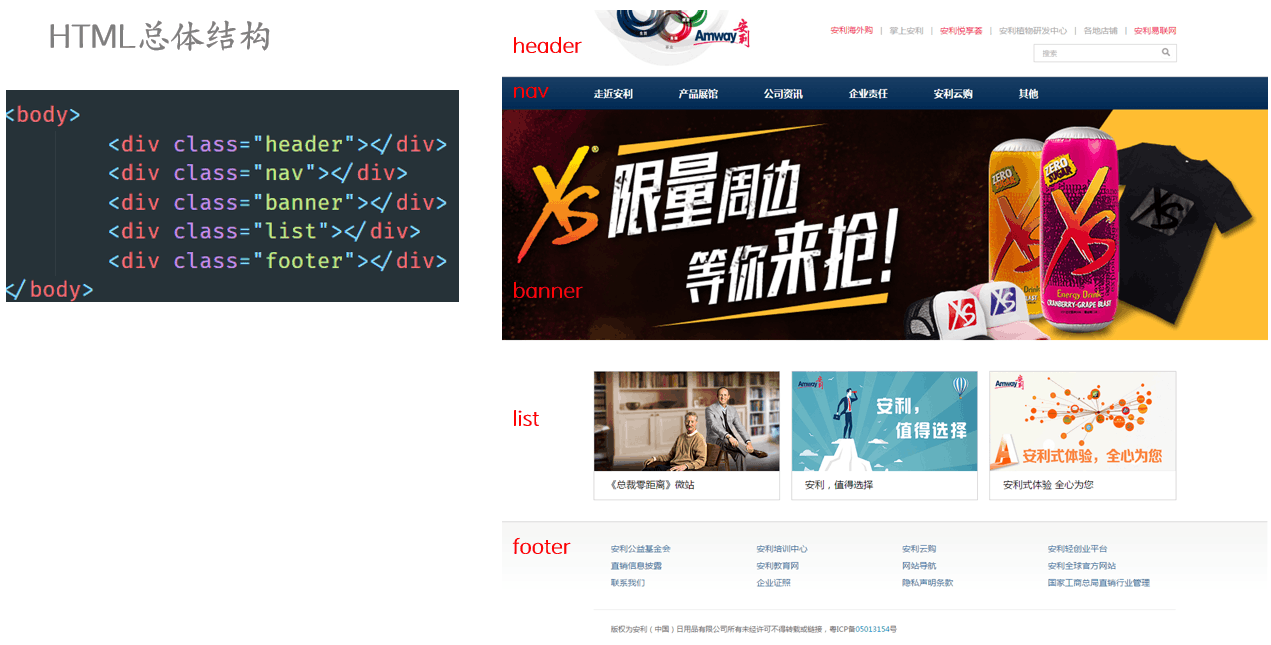 HTML总体结构
<body>
<div class="header"></div>
<div class="nav"></div>
<div class="banner"></div>
<div class="list"></div>
<div class="footer"></div>
</body>
header
Amway 安利
安利海外购 | 掌上安利 | 安利悦享荟 | 安利植物研发中心 | 各地店铺 | 安利易联网
搜索
nav
走近安利 产品展馆 公司资讯 企业责任 安利云购 其他
XS® 限量周边
等你来抢!
banner
ZERO
ZERO SUGAR
XS
Energy Drink
CRANBERRY-GRAPE BLAST
XS
XS
XS
list
Amway 安利
安利,
值得选择
Amway 安利
安利式体验,全心为您
《总裁零距离》微站
安利,值得选择
安利式体验 全心为您
footer
安利公益基金会 安利培训中心 安利云购 安利轻创业平台
直销信息披露 安利教育网 网站导航 安利全球官方网站
联系我们 企业证照 隐私声明条款 国家工商总局直销行业管理
版权为安利(中国)日用品有限公司所有未经许可不得转载或链接,粤ICP备05013154号